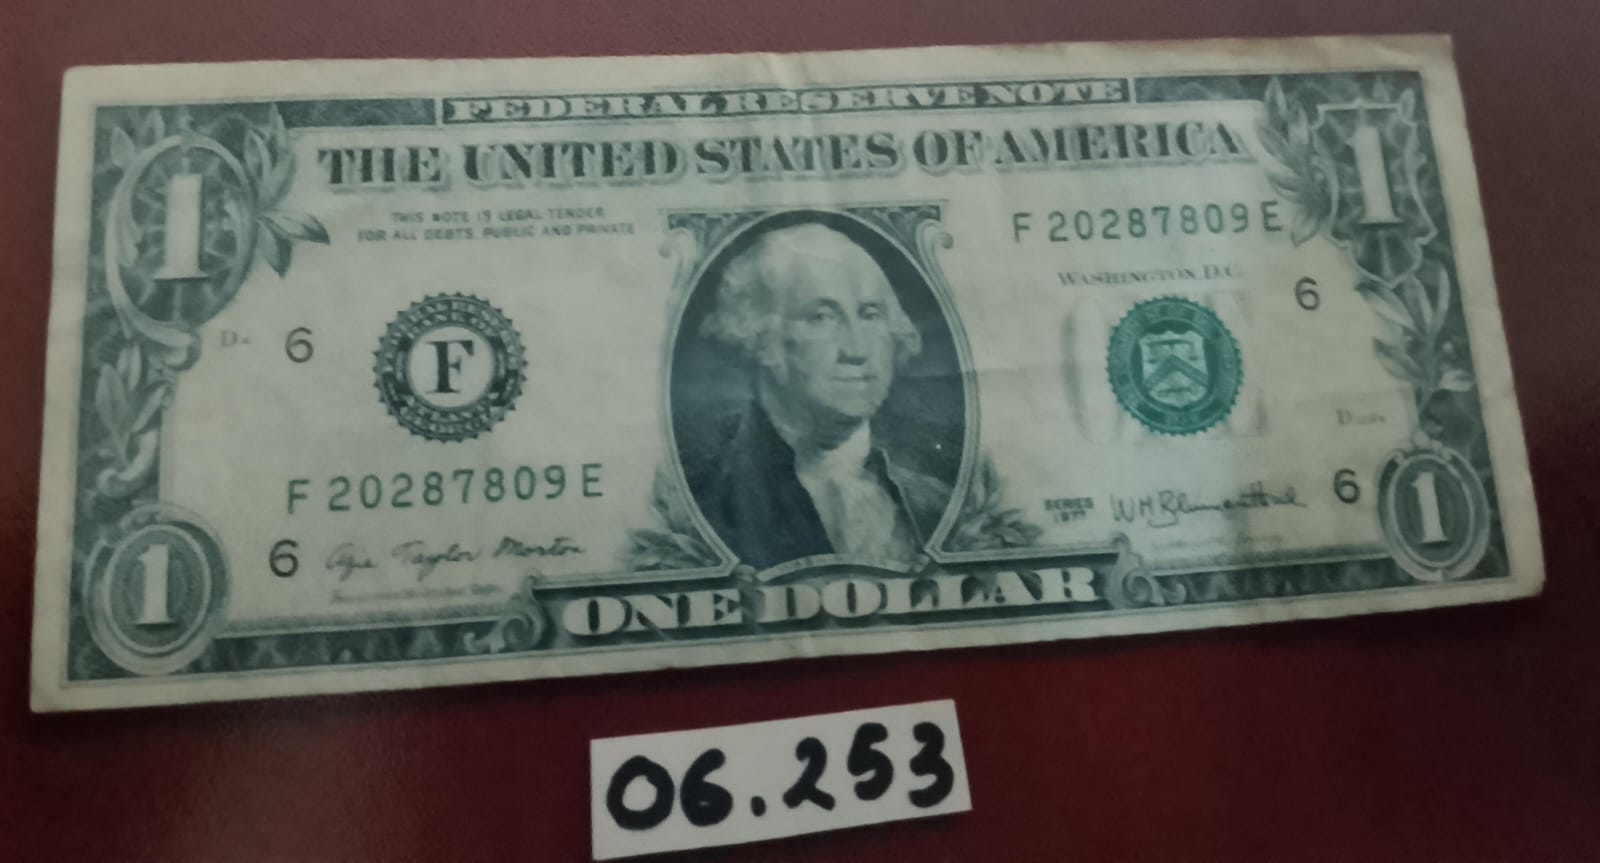 FEDERAL RESERVE NOTE
THE UNITED STATES OF AMERICA
THIS NOTE IS LEGAL TENDER
FOR ALL DEBTS, PUBLIC AND PRIVATE
1
1
F 20287809 E
WASHINGTON, D.C.
6
6
F
F 20287809 E
6
6
SERIES
1977
1
1
ONE DOLLAR
06.253